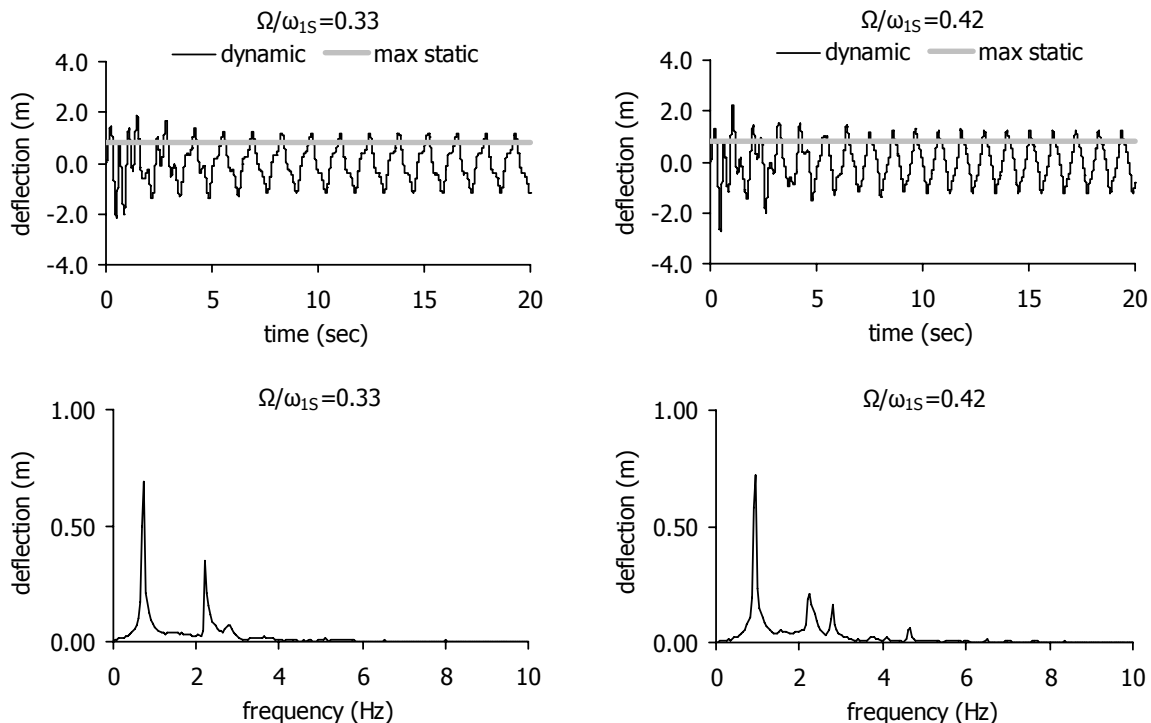 Ω/ω1S=0.33
dynamic max static
4.0
2.0
0.0
-2.0
-4.0
deflection (m)
0 5 10 15 20
time (sec)
Ω/ω1S=0.42
dynamic max static
4.0
2.0
0.0
-2.0
-4.0
deflection (m)
0 5 10 15 20
time (sec)
Ω/ω1S=0.33
1.00
0.50
0.00
deflection (m)
0 2 4 6 8 10
frequency (Hz)
Ω/ω1S=0.42
1.00
0.50
0.00
deflection (m)
0 2 4 6 8 10
frequency (Hz)